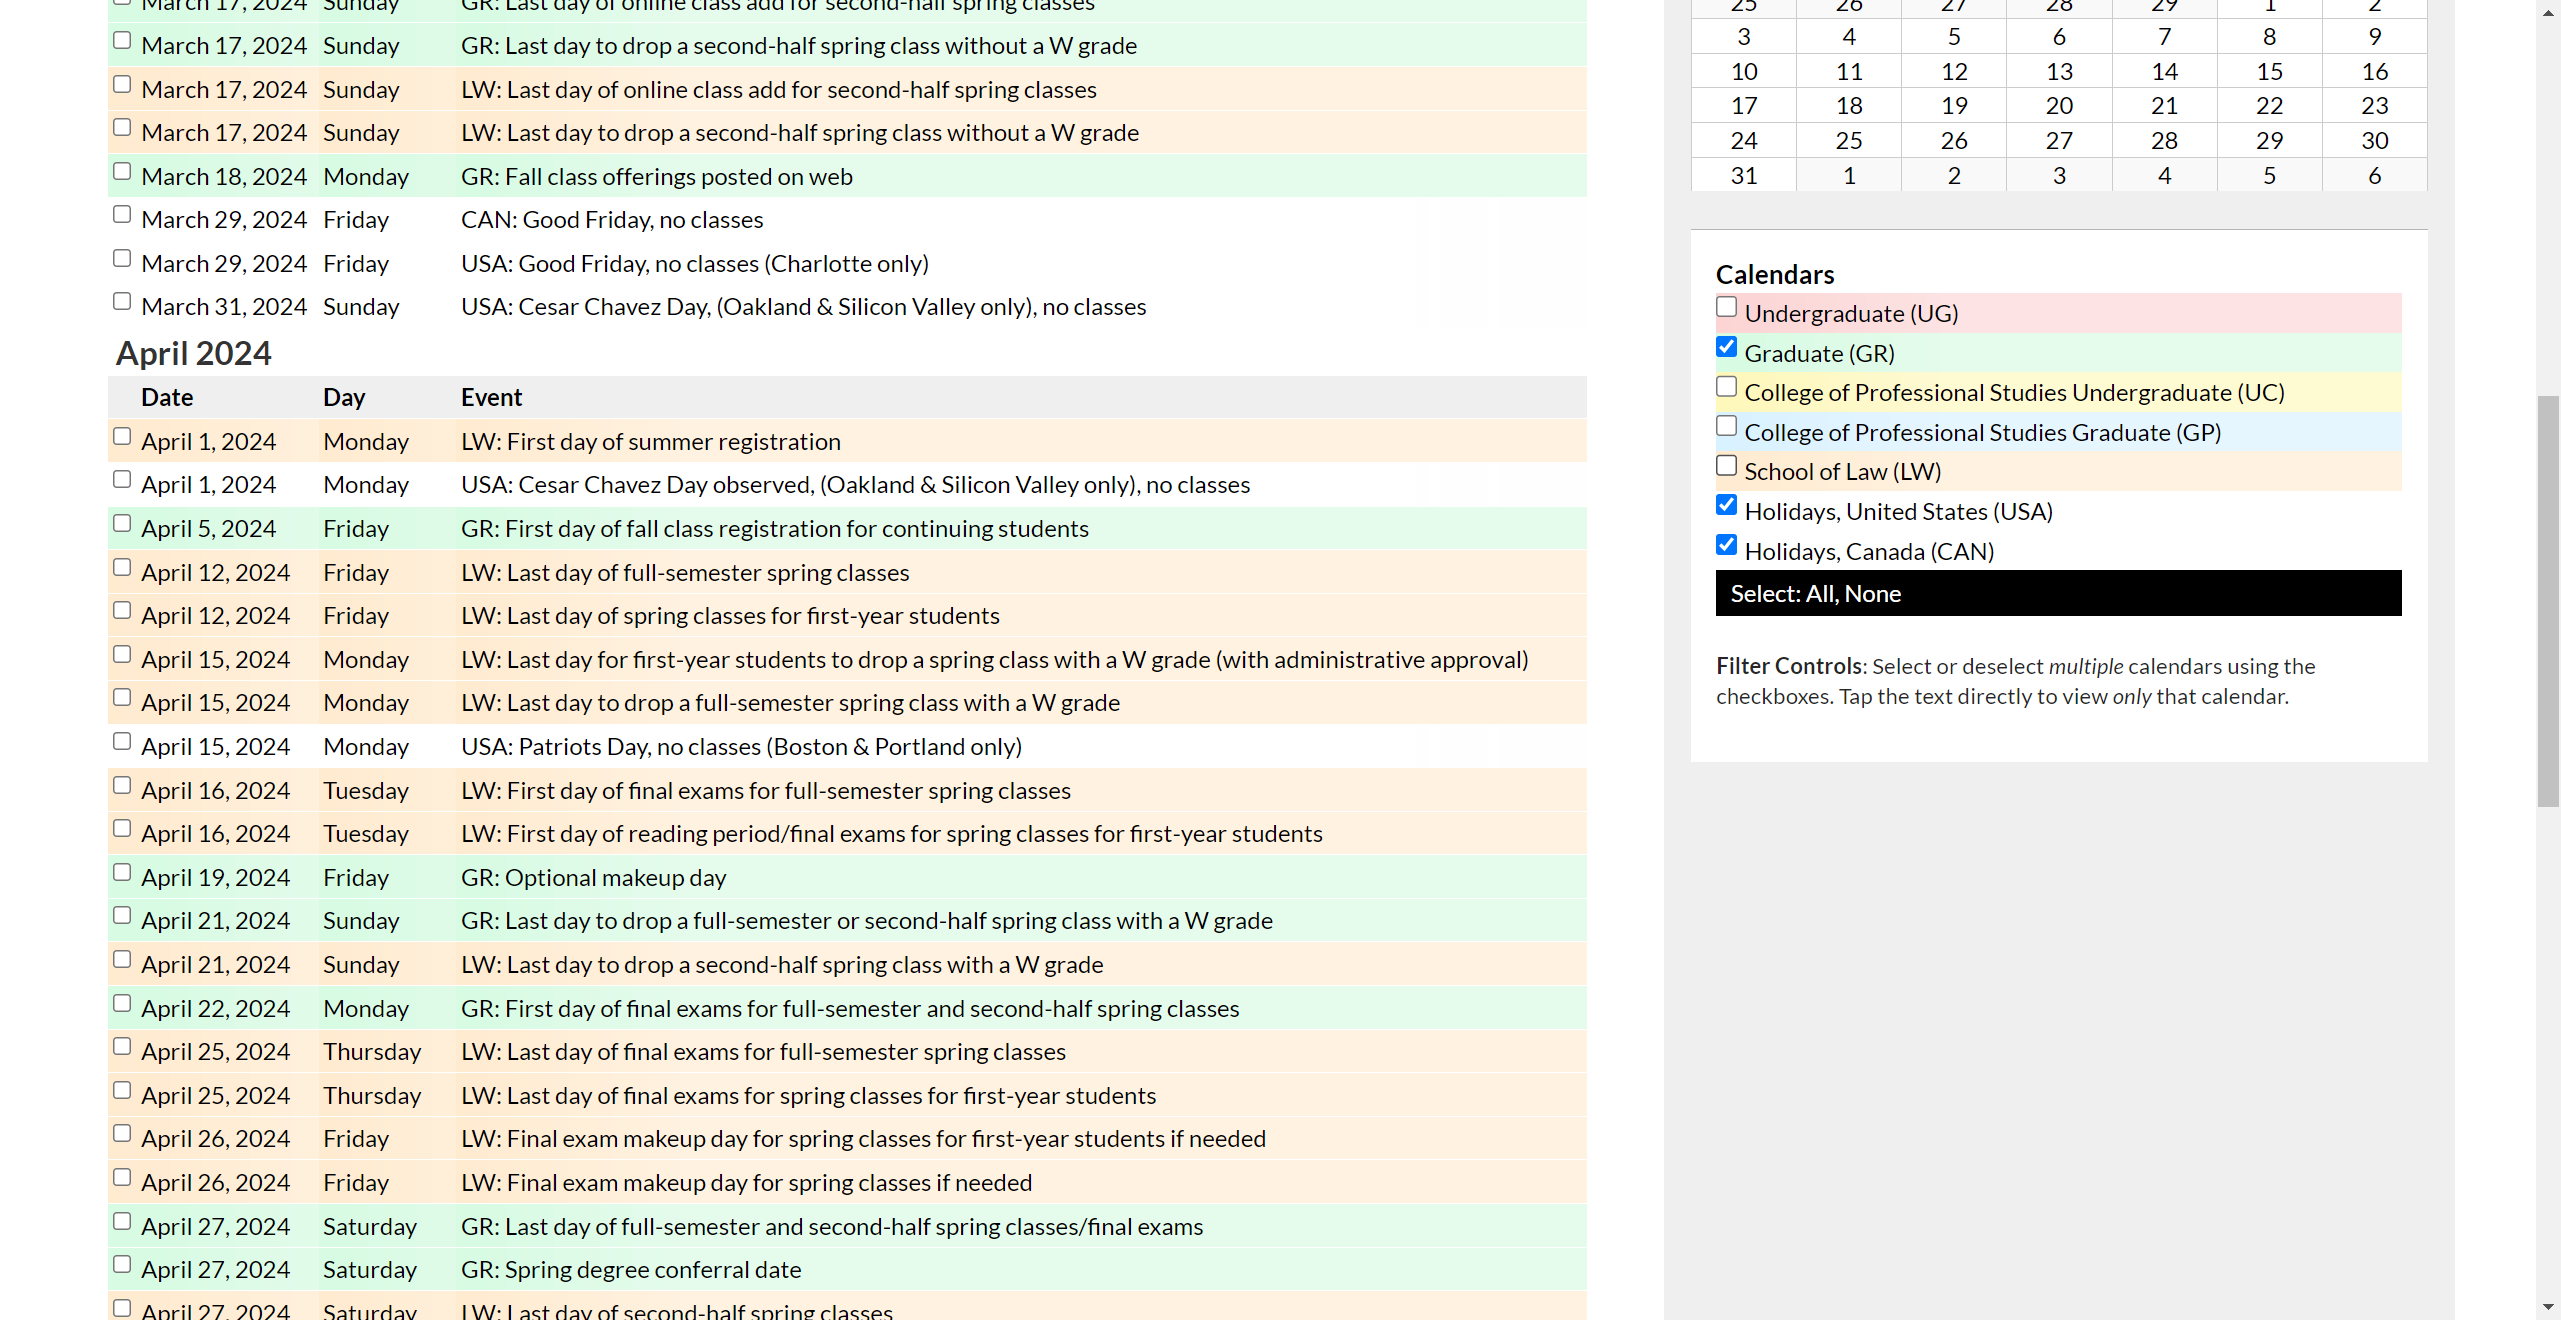 March 17, 2024 Sunday GR: Last day of online class add for second-half spring classes
March 17, 2024 Sunday GR: Last day to drop a second-half spring class without a W grade
March 17, 2024 Sunday LW: Last day of online class add for second-half spring classes
March 17, 2024 Sunday LW: Last day to drop a second-half spring class without a W grade
March 18, 2024 Monday GR: Fall class offerings posted on web
March 29, 2024 Friday CAN: Good Friday, no classes
March 29, 2024 Friday USA: Good Friday, no classes (Charlotte only)
March 31, 2024 Sunday USA: Cesar Chavez Day, (Oakland & Silicon Valley only), no classes
April 2024
Date Day Event
April 1, 2024 Monday LW: First day of summer registration
April 1, 2024 Monday USA: Cesar Chavez Day observed, (Oakland & Silicon Valley only), no classes
April 5, 2024 Friday GR: First day of fall class registration for continuing students
April 12, 2024 Friday LW: Last day of full-semester spring classes
April 12, 2024 Friday LW: Last day of spring classes for first-year students
April 15, 2024 Monday LW: Last day for first-year students to drop a spring class with a W grade (with administrative approval)
April 15, 2024 Monday LW: Last day to drop a full-semester spring class with a W grade
April 15, 2024 Monday USA: Patriots Day, no classes (Boston & Portland only)
April 16, 2024 Tuesday LW: First day of final exams for full-semester spring classes
April 16, 2024 Tuesday LW: First day of reading period/final exams for spring classes for first-year students
April 19, 2024 Friday GR: Optional makeup day
April 21, 2024 Sunday GR: Last day to drop a full-semester or second-half spring class with a W grade
April 21, 2024 Sunday LW: Last day to drop a second-half spring class with a W grade
April 22, 2024 Monday GR: First day of final exams for full-semester and second-half spring classes
April 25, 2024 Thursday LW: Last day of final exams for full-semester spring classes
April 25, 2024 Thursday LW: Last day of final exams for spring classes for first-year students
April 26, 2024 Friday LW: Final exam makeup day for spring classes for first-year students if needed
April 26, 2024 Friday LW: Final exam makeup day for spring classes if needed
April 27, 2024 Saturday GR: Last day of full-semester and second-half spring classes/final exams
April 27, 2024 Saturday GR: Spring degree conferral date
April 27, 2024 Saturday LW: Last day of second-half spring classes
25 26 27 28 29 1 2
3 4 5 6 7 8 9
10 11 12 13 14 15 16
17 18 19 20 21 22 23
24 25 26 27 28 29 30
31 1 2 3 4 5 6
Calendars
Undergraduate (UG)
Graduate (GR)
College of Professional Studies Undergraduate (UC)
College of Professional Studies Graduate (GP)
School of Law (LW)
Holidays, United States (USA)
Holidays, Canada (CAN)
Select: All, None
Filter Controls: Select or deselect multiple calendars using the
checkboxes. Tap the text directly to view only that calendar.